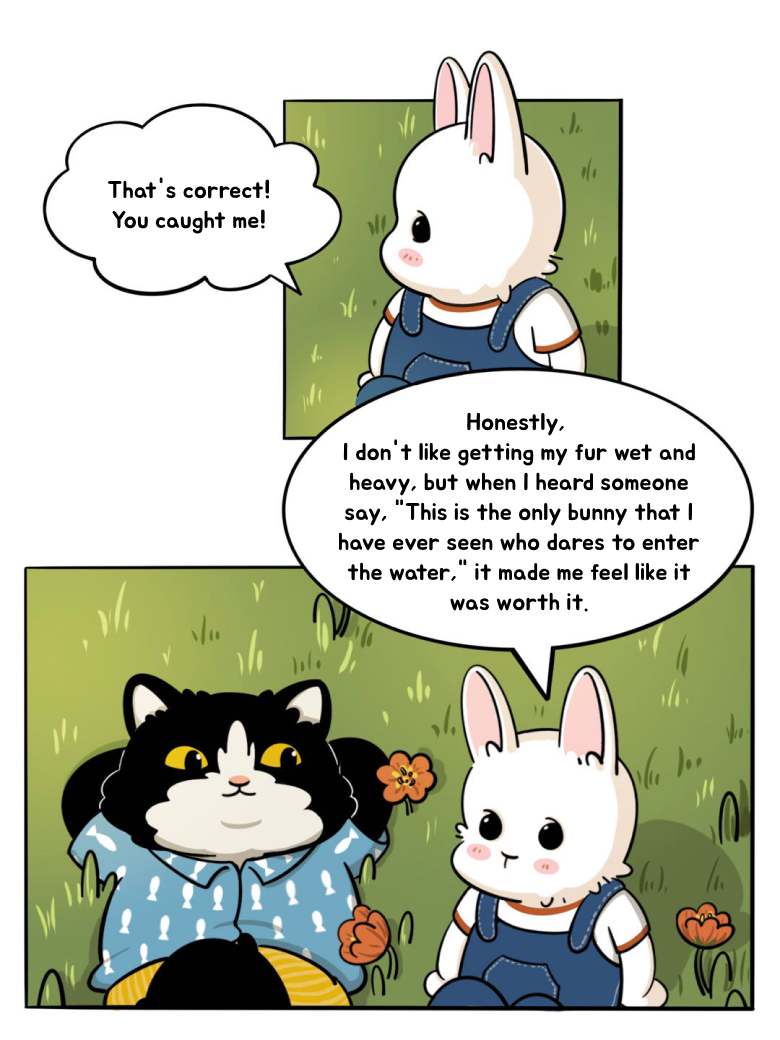 That's correct!
You caught me!
Honestly,
I don't like getting my fur wet and
heavy, but when I heard someone
say, "This is the only bunny that I
have ever seen who dares to enter
the water," it made me feel like it
was worth it.